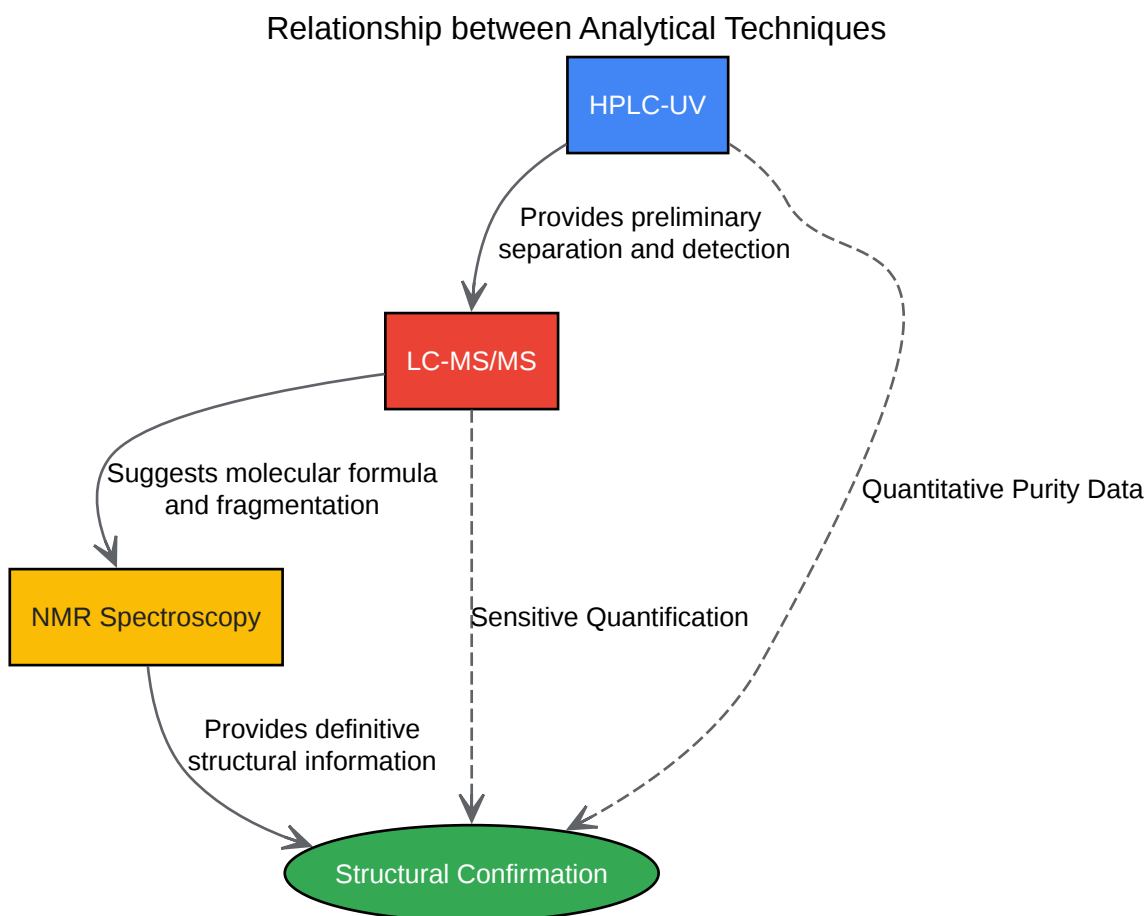 Relationship between Analytical Techniques
HPLC-UV
Provides preliminary
separation and detection
LC-MS/MS
Suggests molecular formula
and fragmentation
Quantitative Purity Data
NMR Spectroscopy
Sensitive Quantification
Provides definitive
structural information
Structural Confirmation